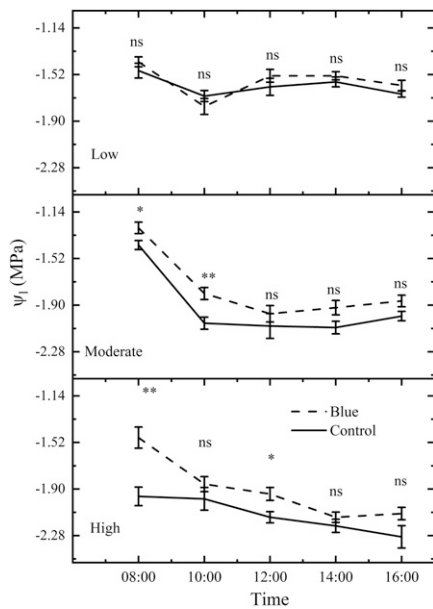 -1.14
ns ns ns ns ns
-1.52
-1.90
-2.28
Low
-1.14
* ** ns ns ns
-1.52
-1.90
-2.28
Moderate
ψl (MPa)
-1.14
** ns * ns ns
-1.52
-1.90
-2.28
High
Blue
Control
08:00 10:00 12:00 14:00 16:00
Time